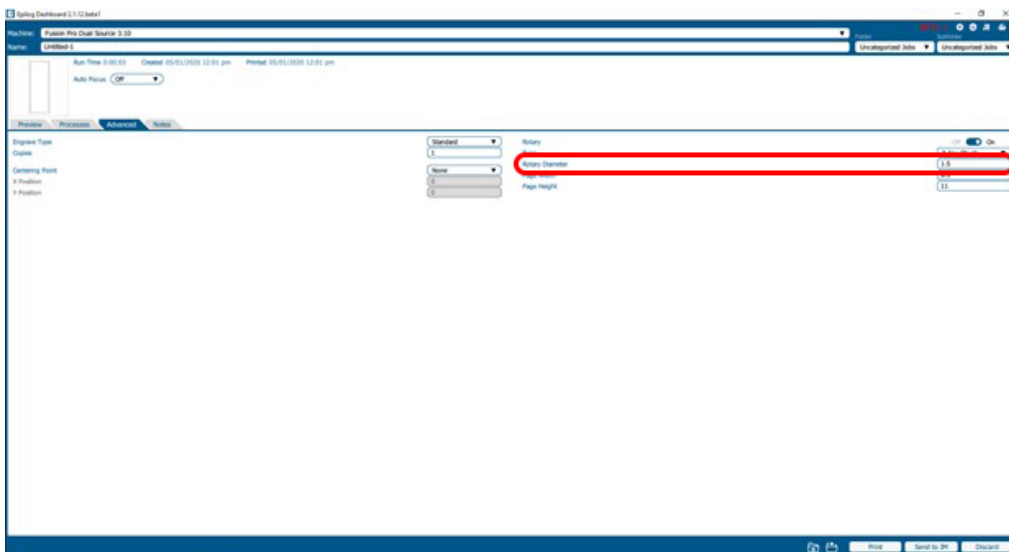 Epilog Dashboard 2.1.12.beta1
Machine: Fusion Pro Dual Source 3.10
Name: Untitled-1
Folder
Subfolder
Uncategorized Jobs
Uncategorized Jobs
Run Time 0:00:03 Created 05/01/2020 12:01 pm Printed 05/01/2020 12:01 pm
Auto Focus Off
Preview Processes Advanced Notes
Engrave Type Standard
Copies 1
Centering Point None
X Position 0
Y Position 0
Rotary Off On
Rotary Diameter 1.5
Page Height 11
Print Send to JM Discard